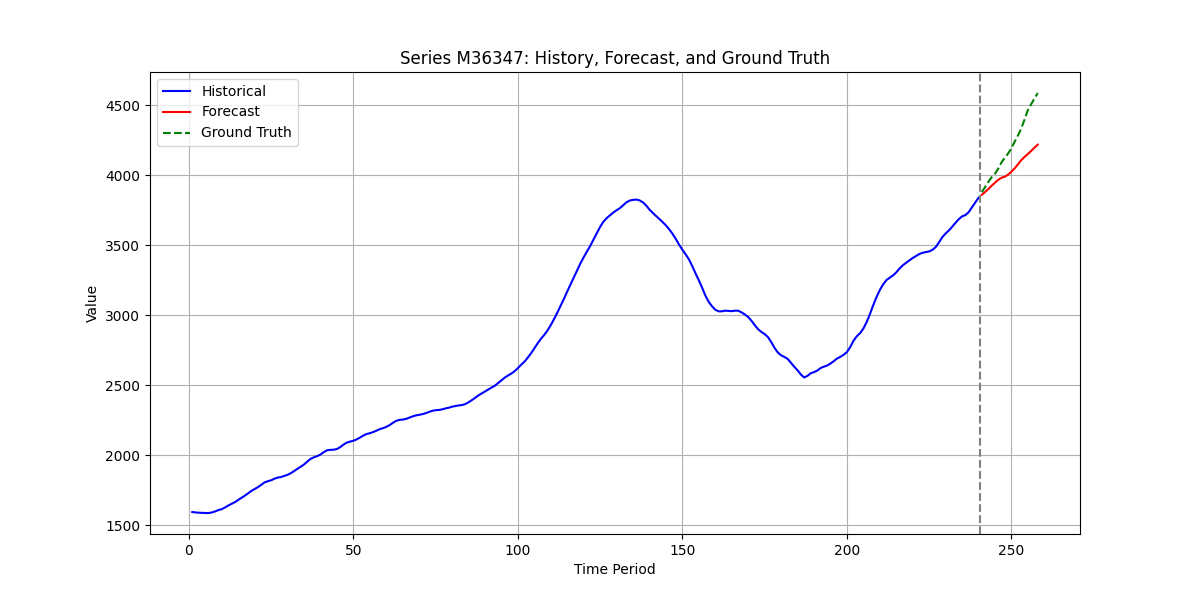 Series M36347: History, Forecast, and Ground Truth
Historical
Forecast
Ground Truth
4500
4000
3500
3000
2500
2000
1500
Value
0 50 100 150 200 250
Time Period